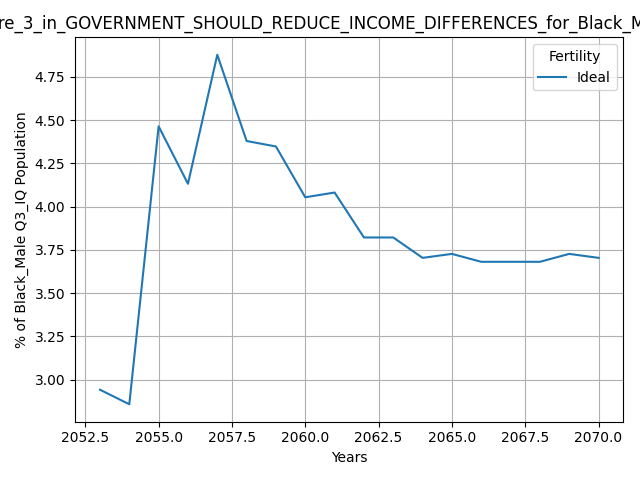 re_3_in_GOVERNMENT_SHOULD_REDUCE_INCOME_DIFFERENCES_for_Black_M
Fertility
Ideal
% of Black_Male Q3_IQ Population
4.75
4.50
4.25
4.00
3.75
3.50
3.25
3.00
2052.5 2055.0 2057.5 2060.0 2062.5 2065.0 2067.5 2070.0
Years